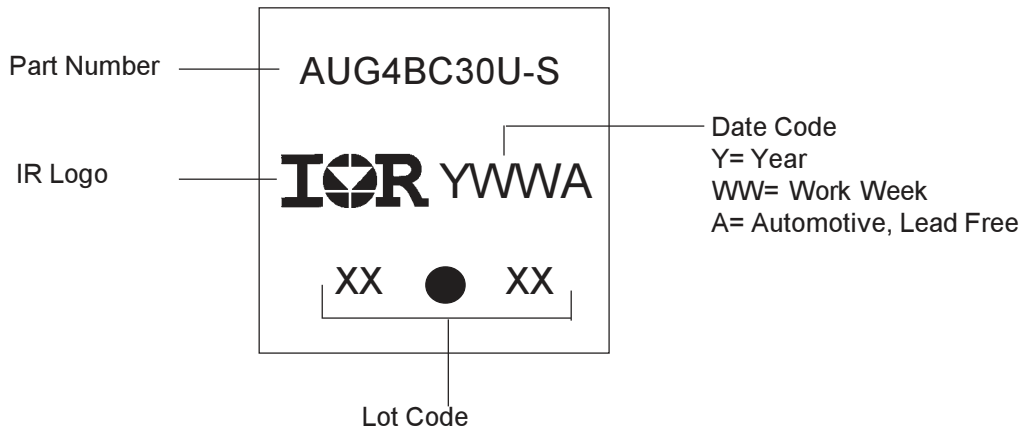 Part Number
AUG4BC30U-S
IR Logo
IOR YWWA
Date Code
Y= Year
WW= Work Week
A= Automotive, Lead Free
XX XX
Lot Code